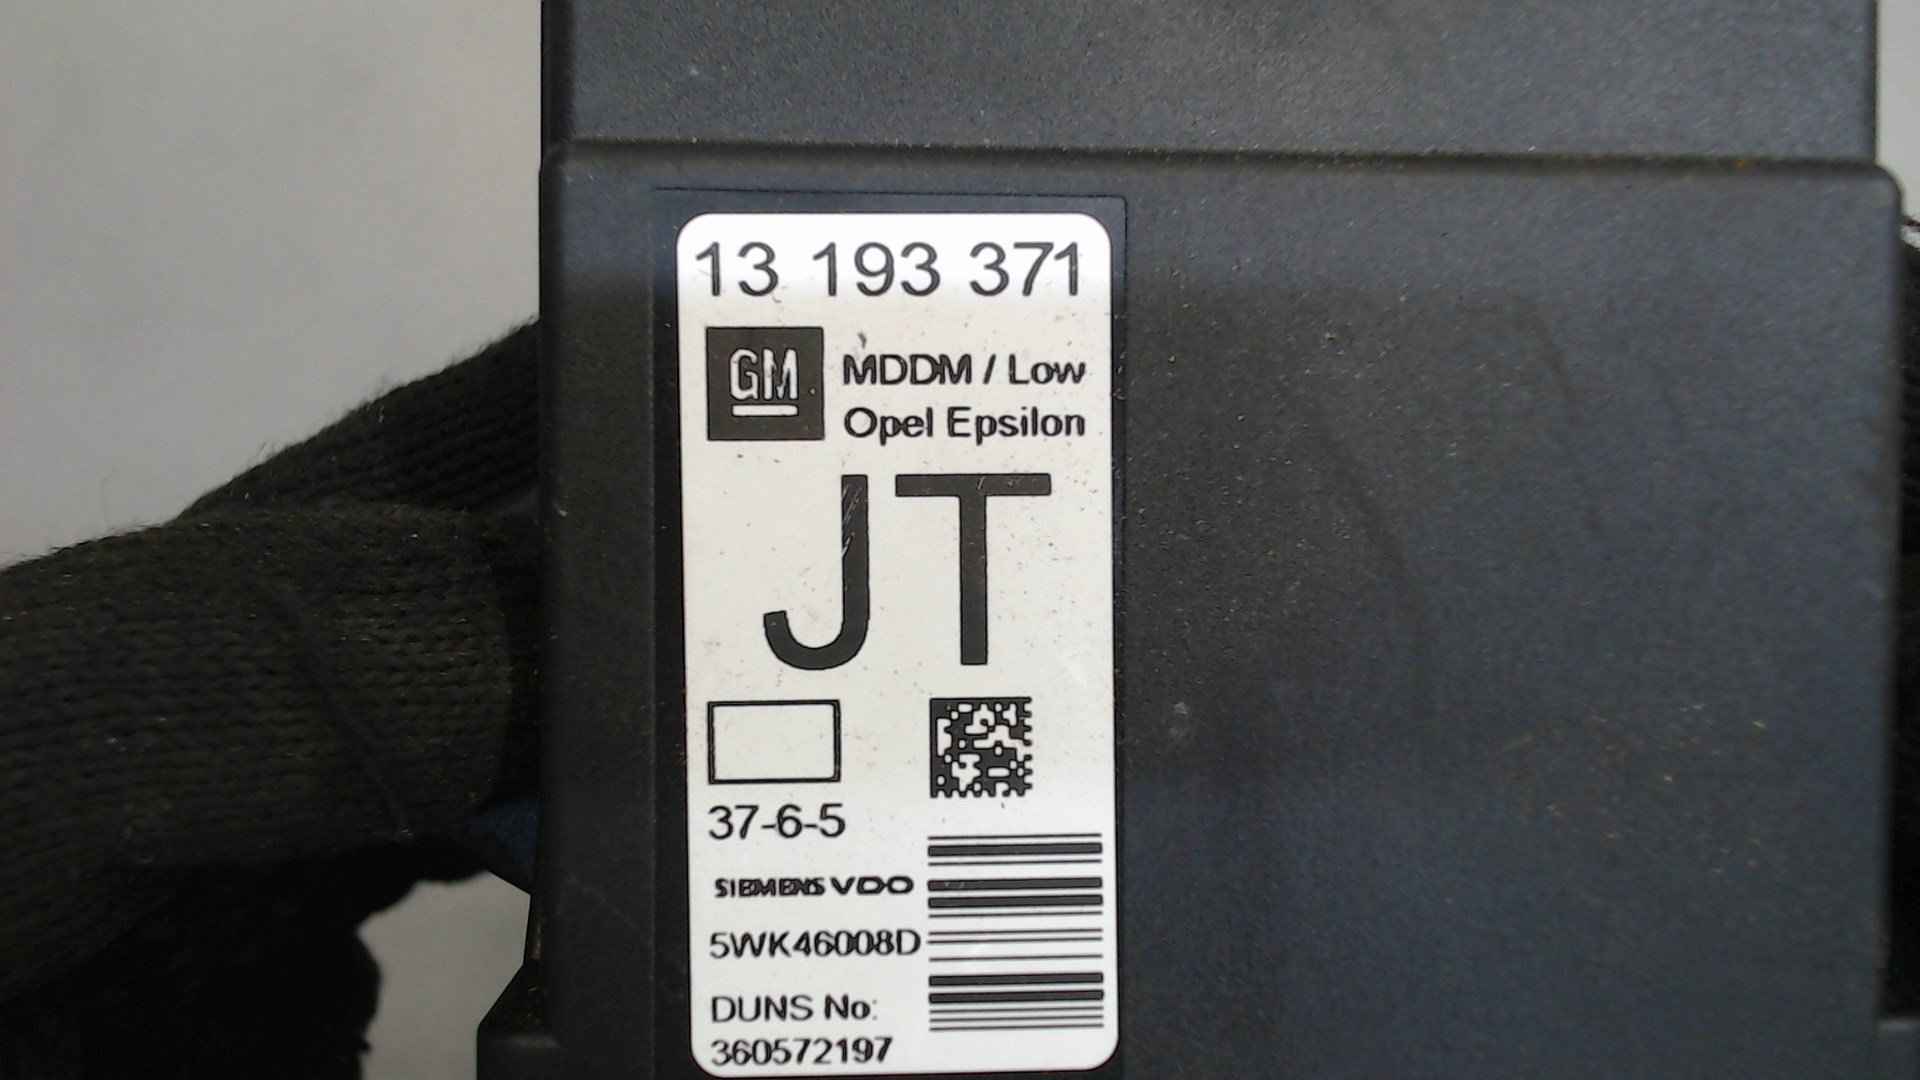 13 193 371
GM
MDDM / Low
Opel Epsilon
JT
37-6-5
SIEMENS VDO
5WK46008D
DUNS No:
360572197